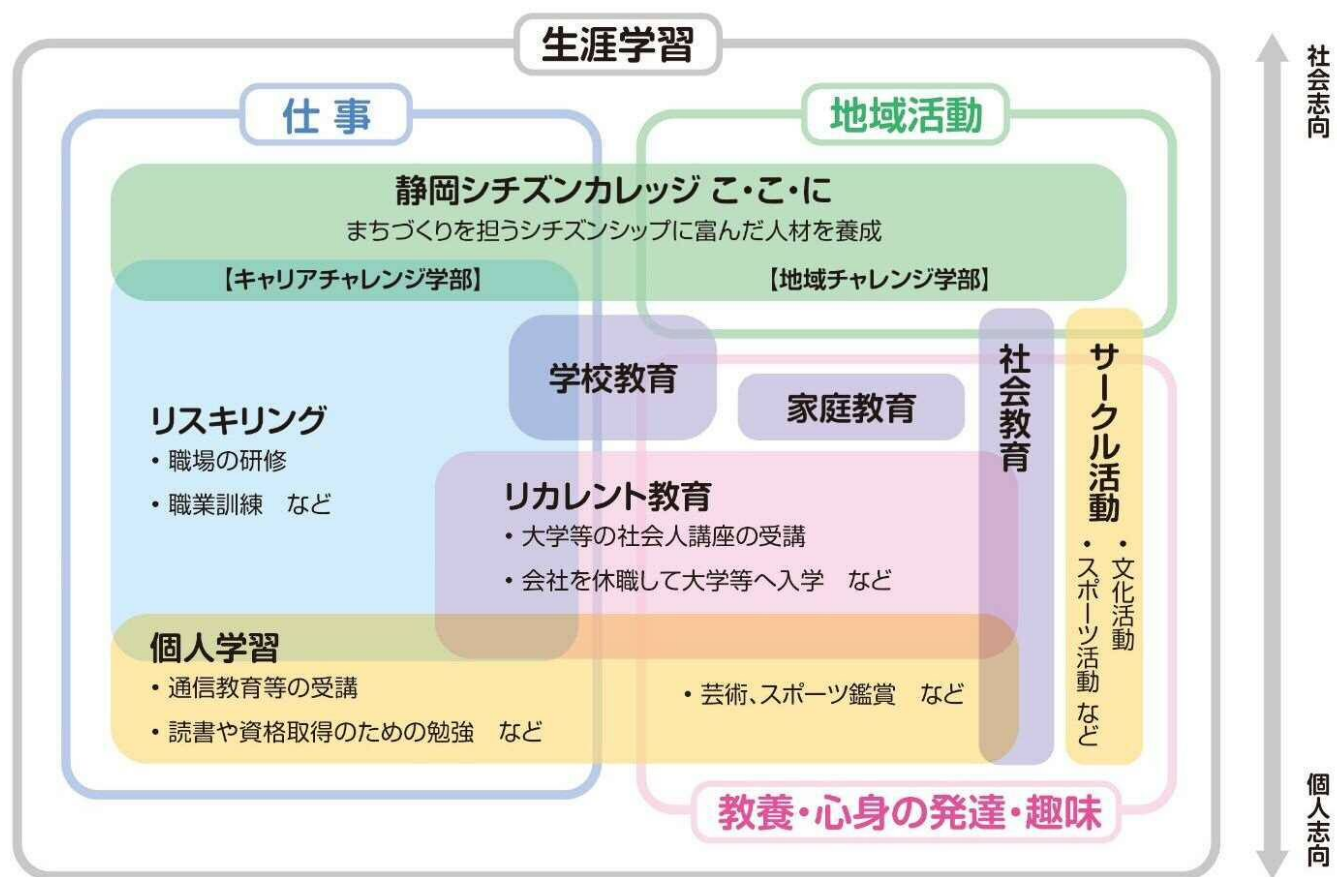 生涯学習
社会志向
仕事
地域活動
静岡シチズンカレッジ こ・こ・に
まちづくりを担うシチズンシップに富んだ人材を養成
【キャリアチャレンジ学部】
【地域チャレンジ学部】
学校教育
家庭教育
社会教育
サークル活動
・文化活動
・スポーツ活動 など
リスキリング
・職場の研修
・職業訓練 など
リカレント教育
・大学等の社会人講座の受講
・会社を休職して大学等へ入学 など
個人学習
・通信教育等の受講
・読書や資格取得のための勉強 など
・芸術、スポーツ鑑賞 など
教養・心身の発達・趣味
個人志向